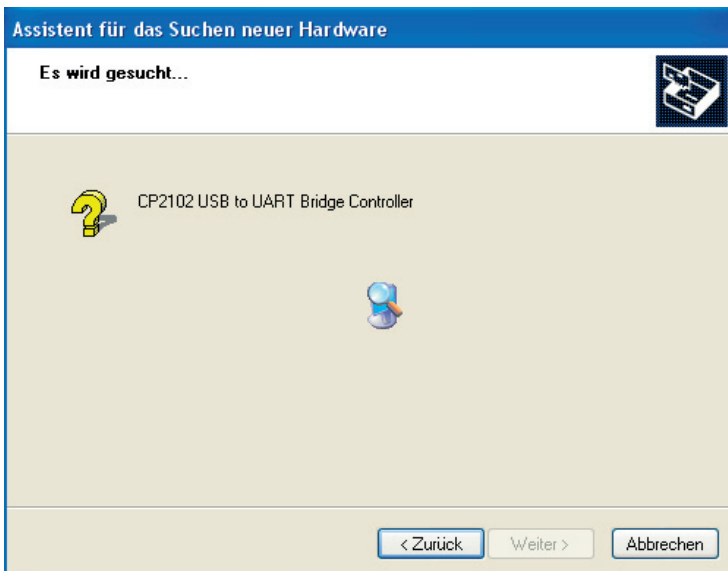 Assistent für das Suchen neuer Hardware
Es wird gesucht...
CP2102 USB to UART Bridge Controller
< Zurück Weiter > Abbrechen